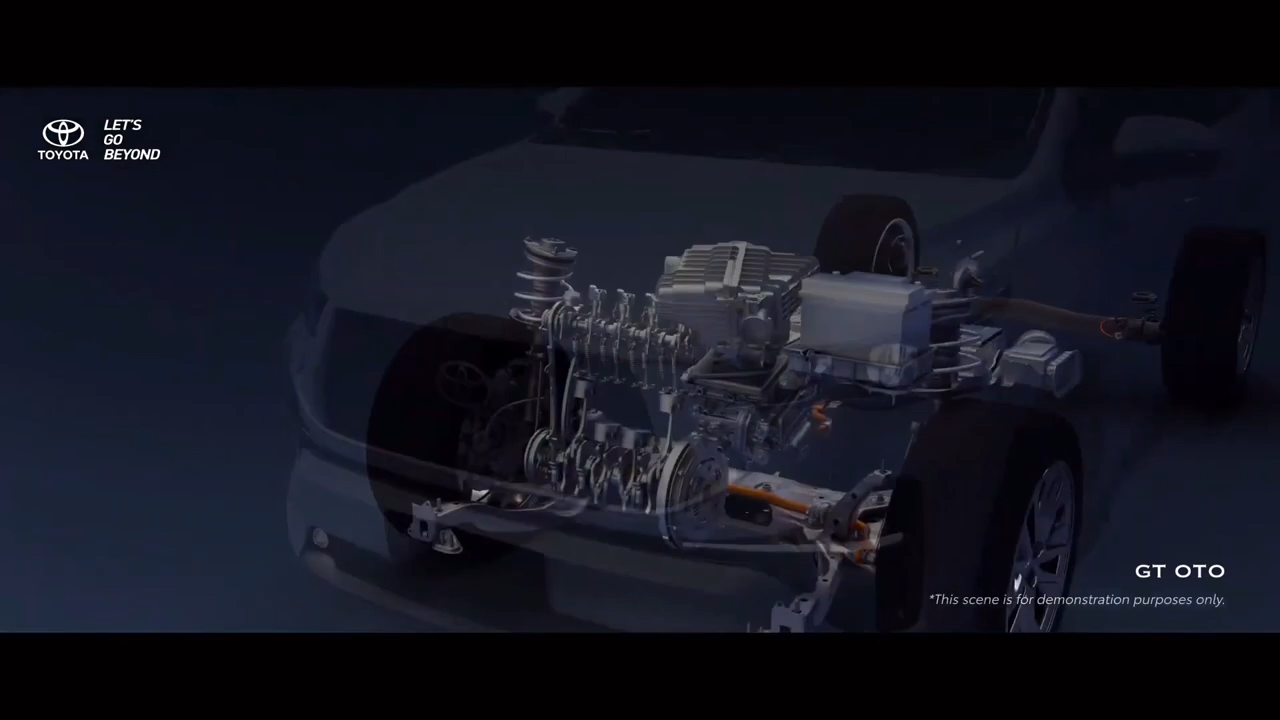 LET'S
GO
TOYOTA BEYOND
GT OTO
*This scene is for demonstration purposes only.